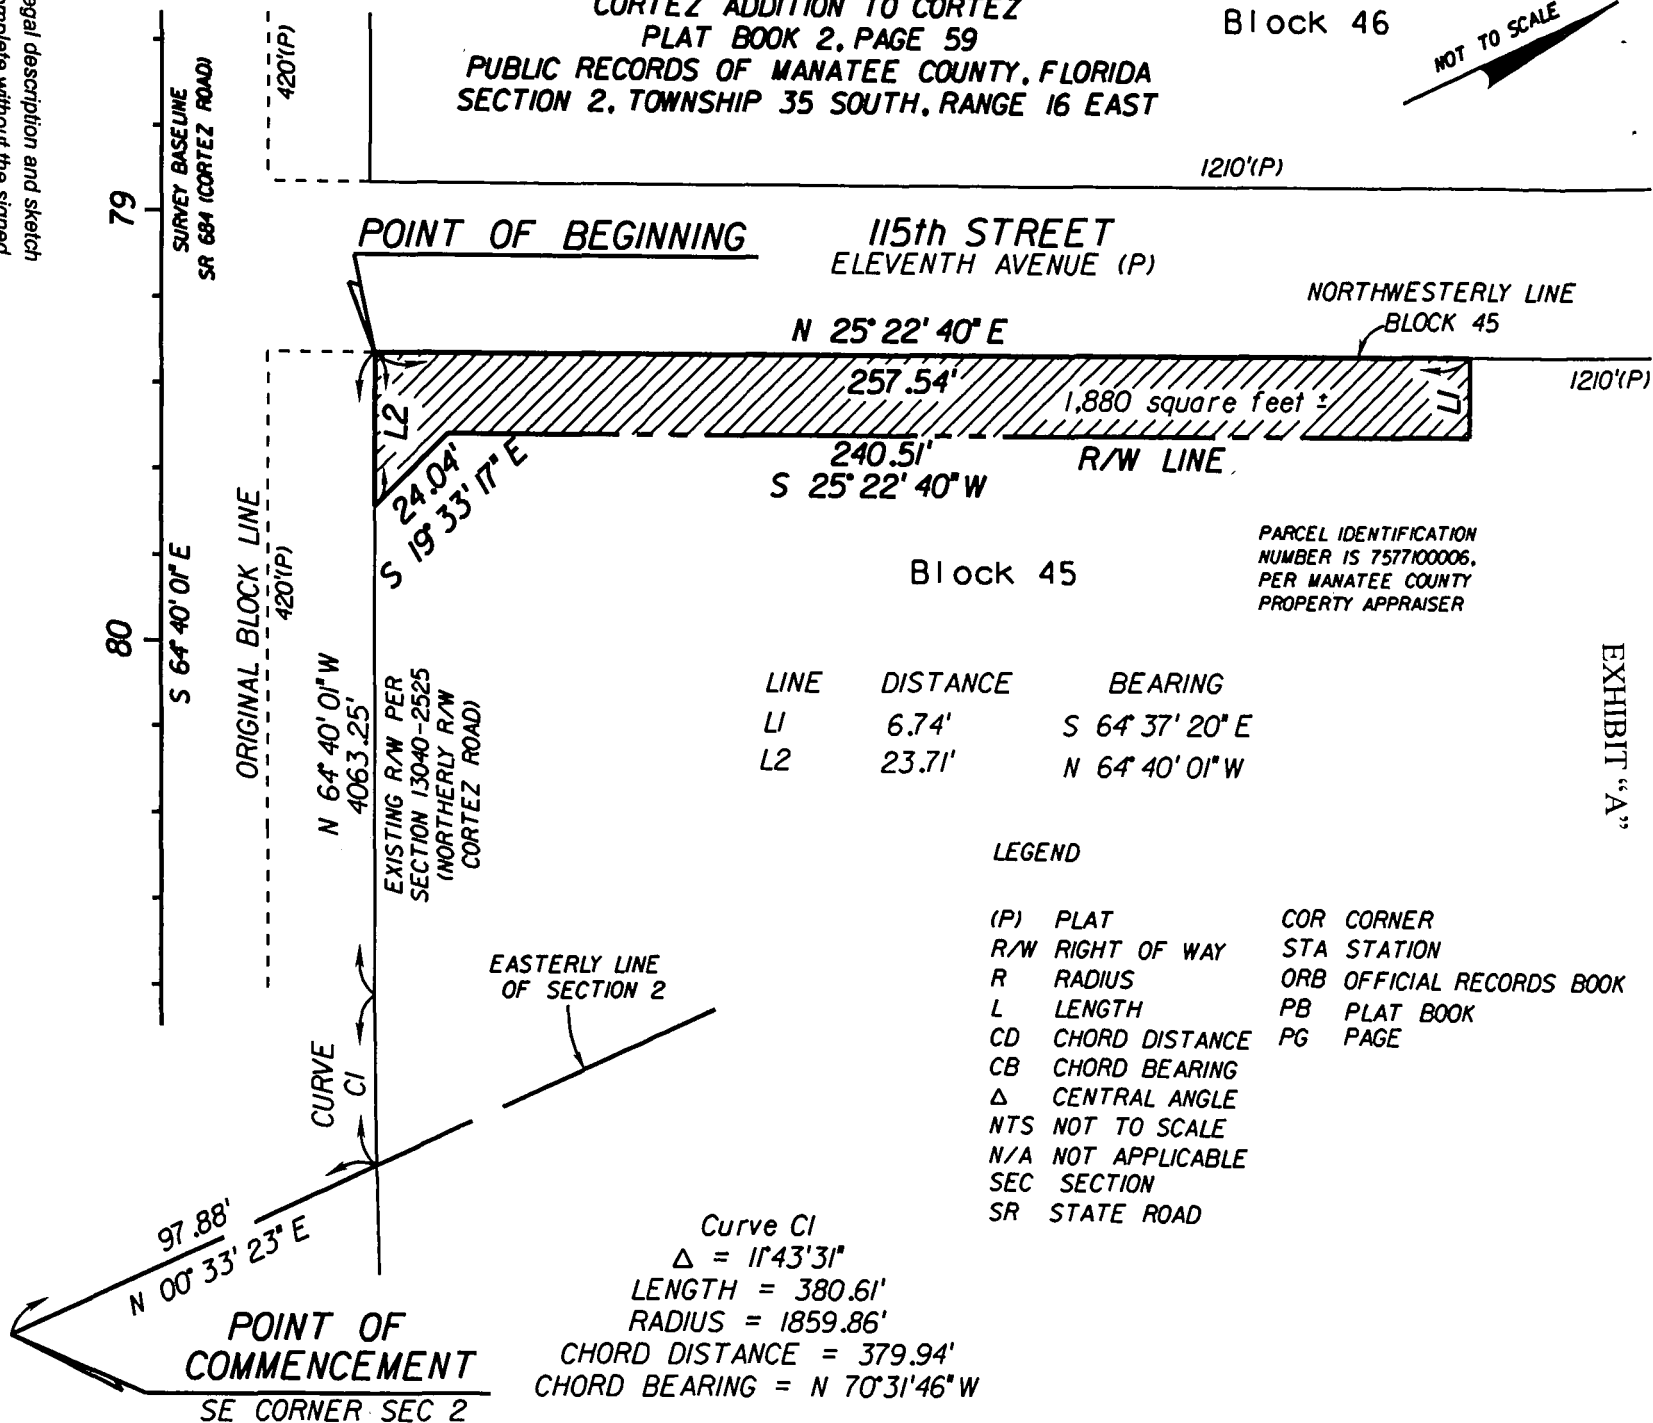 egal description and sketch
mplete without the signed
CORTEZ ADDITION TO CORTEZ
PLAT BOOK 2, PAGE 59
PUBLIC RECORDS OF MANATEE COUNTY, FLORIDA
SECTION 2, TOWNSHIP 35 SOUTH, RANGE 16 EAST
Block 46
NOT TO SCALE
420'(P)
SURVEY BASELINE
SR 684 (CORTEZ ROAD)
79
1210'(P)
POINT OF BEGINNING
115th STREET
ELEVENTH AVENUE (P)
NORTHWESTERLY LINE
BLOCK 45
N 25°22'40" E
257.54'
1,880 square feet ±
L1
1210'(P)
L2
240.51'
S 25°22'40" W
R/W LINE
24.04'
S 19°33'17" E
ORIGINAL BLOCK LINE
420'(P)
80
S 64°40'01" E
Block 45
PARCEL IDENTIFICATION
NUMBER IS 7577100006,
PER MANATEE COUNTY
PROPERTY APPRAISER
N 64°40'01" W
4063.25'
EXISTING R/W PER
SECTION 13040-2525
(NORTHERLY R/W
CORTEZ ROAD)
LINE DISTANCE BEARING
L1 6.74' S 64°37'20" E
L2 23.71' N 64°40'01" W
EXHIBIT "A"
LEGEND
(P) PLAT
R/W RIGHT OF WAY
R RADIUS
L LENGTH
CD CHORD DISTANCE
CB CHORD BEARING
Δ CENTRAL ANGLE
NTS NOT TO SCALE
N/A NOT APPLICABLE
SEC SECTION
SR STATE ROAD
COR CORNER
STA STATION
ORB OFFICIAL RECORDS BOOK
PB PLAT BOOK
PG PAGE
EASTERLY LINE
OF SECTION 2
CURVE
C1
97.88'
N 00°33'23" E
POINT OF
COMMENCEMENT
SE CORNER SEC 2
Curve C1
Δ = 11°43'31"
LENGTH = 380.61'
RADIUS = 1859.86'
CHORD DISTANCE = 379.94'
CHORD BEARING = N 70°31'46" W